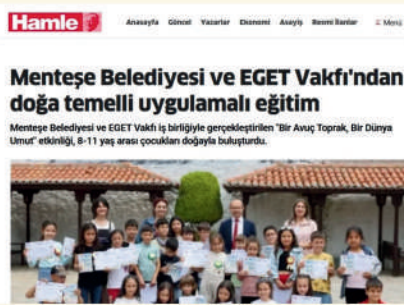 Hamle
Anasayfa Güncel Yazarlar Ekonomi Asayiş Resmi İlanlar Menü
Menteşe Belediyesi ve EGET Vakfı'ndan
doğa temelli uygulamalı eğitim
Menteşe Belediyesi ve EGET Vakfı iş birliğiyle gerçekleştirilen "Bir Avuç Toprak, Bir Dünya
Umut" etkinliği, 8-11 yaş arası çocukları doğayla buluşturdu.